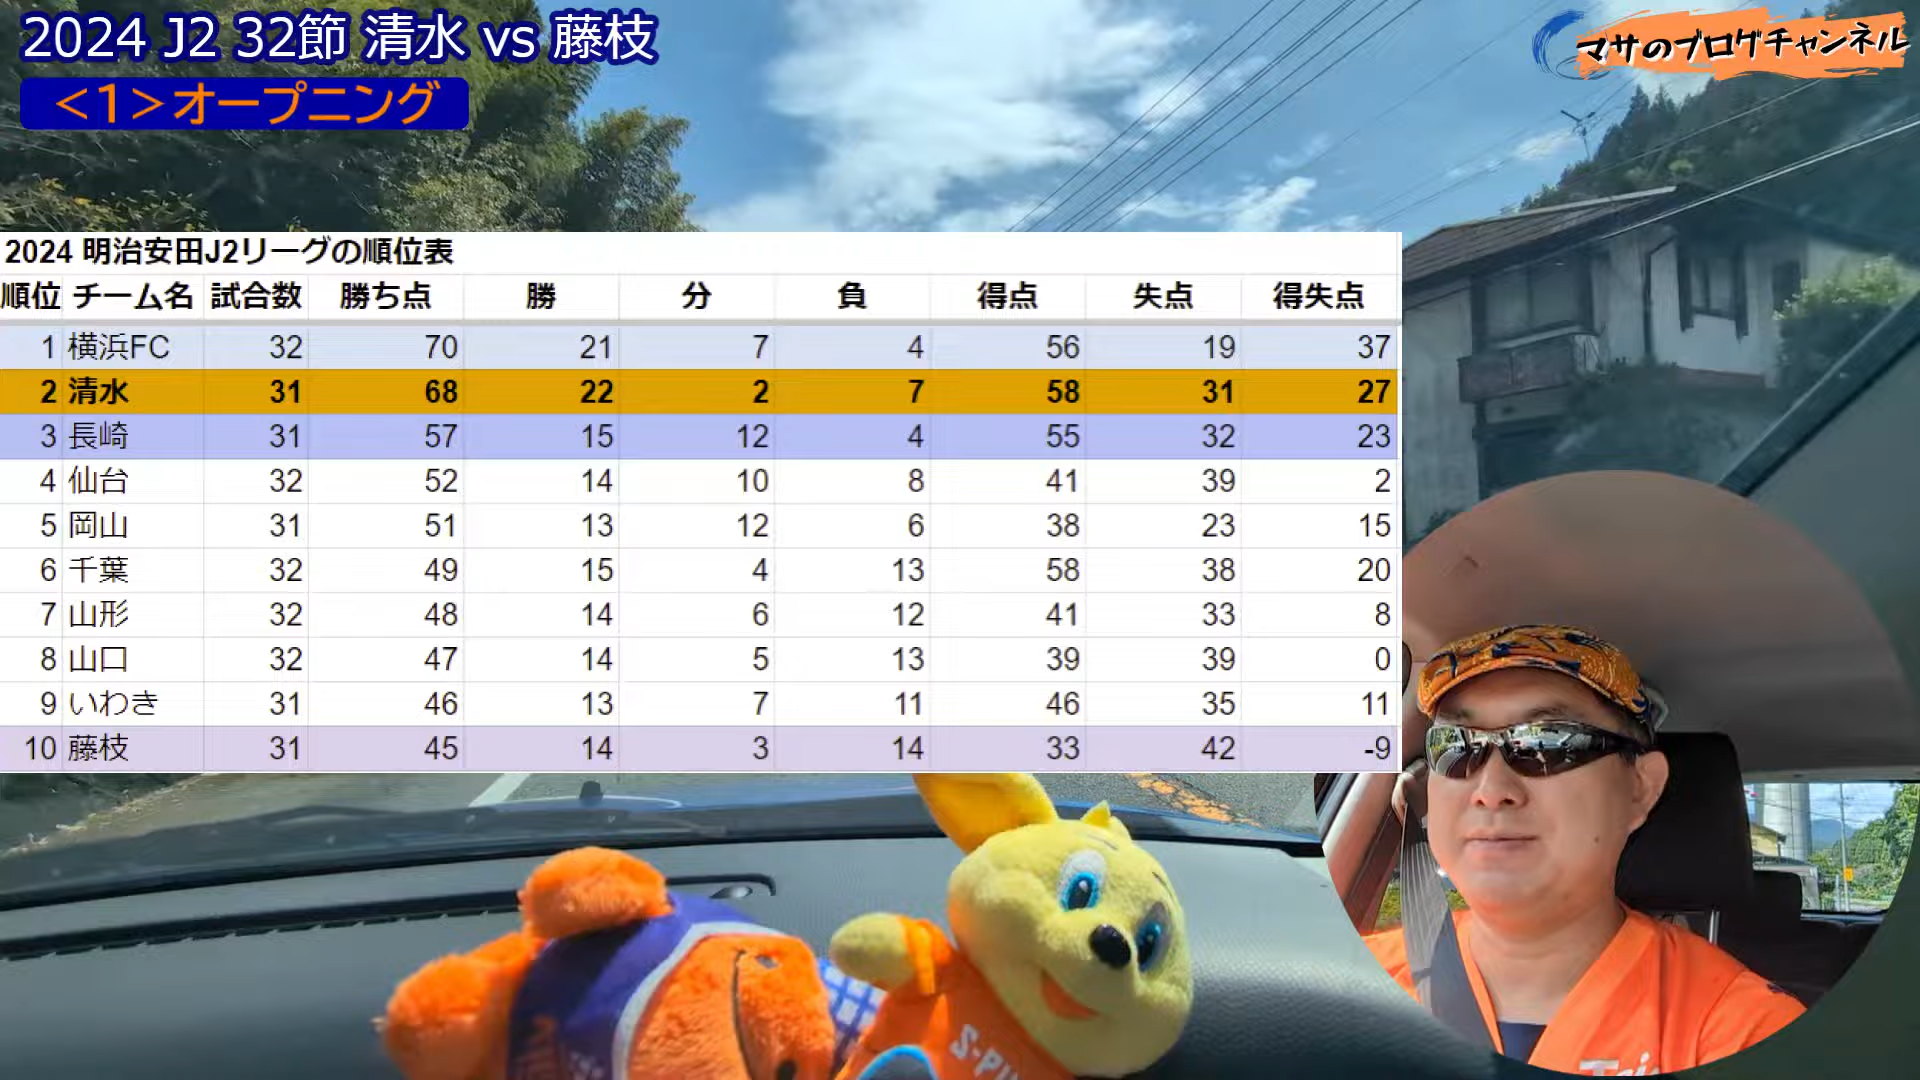 2024 J2 32節 清水 vs 藤枝
マサのブログチャンネル
＜1＞オープニング
2024 明治安田J2リーグの順位表
順位 チーム名 試合数 勝ち点 勝 分 負 得点 失点 得失点
1 横浜FC 32 70 21 7 4 56 19 37
2 清水 31 68 22 2 7 58 31 27
3 長崎 31 57 15 12 4 55 32 23
4 仙台 32 52 14 10 8 41 39 2
5 岡山 31 51 13 12 6 38 23 15
6 千葉 32 49 15 4 13 58 38 20
7 山形 32 48 14 6 12 41 33 8
8 山口 32 47 14 5 13 39 39 0
9 いわき 31 46 13 7 11 46 35 11
10 藤枝 31 45 14 3 14 33 42 -9